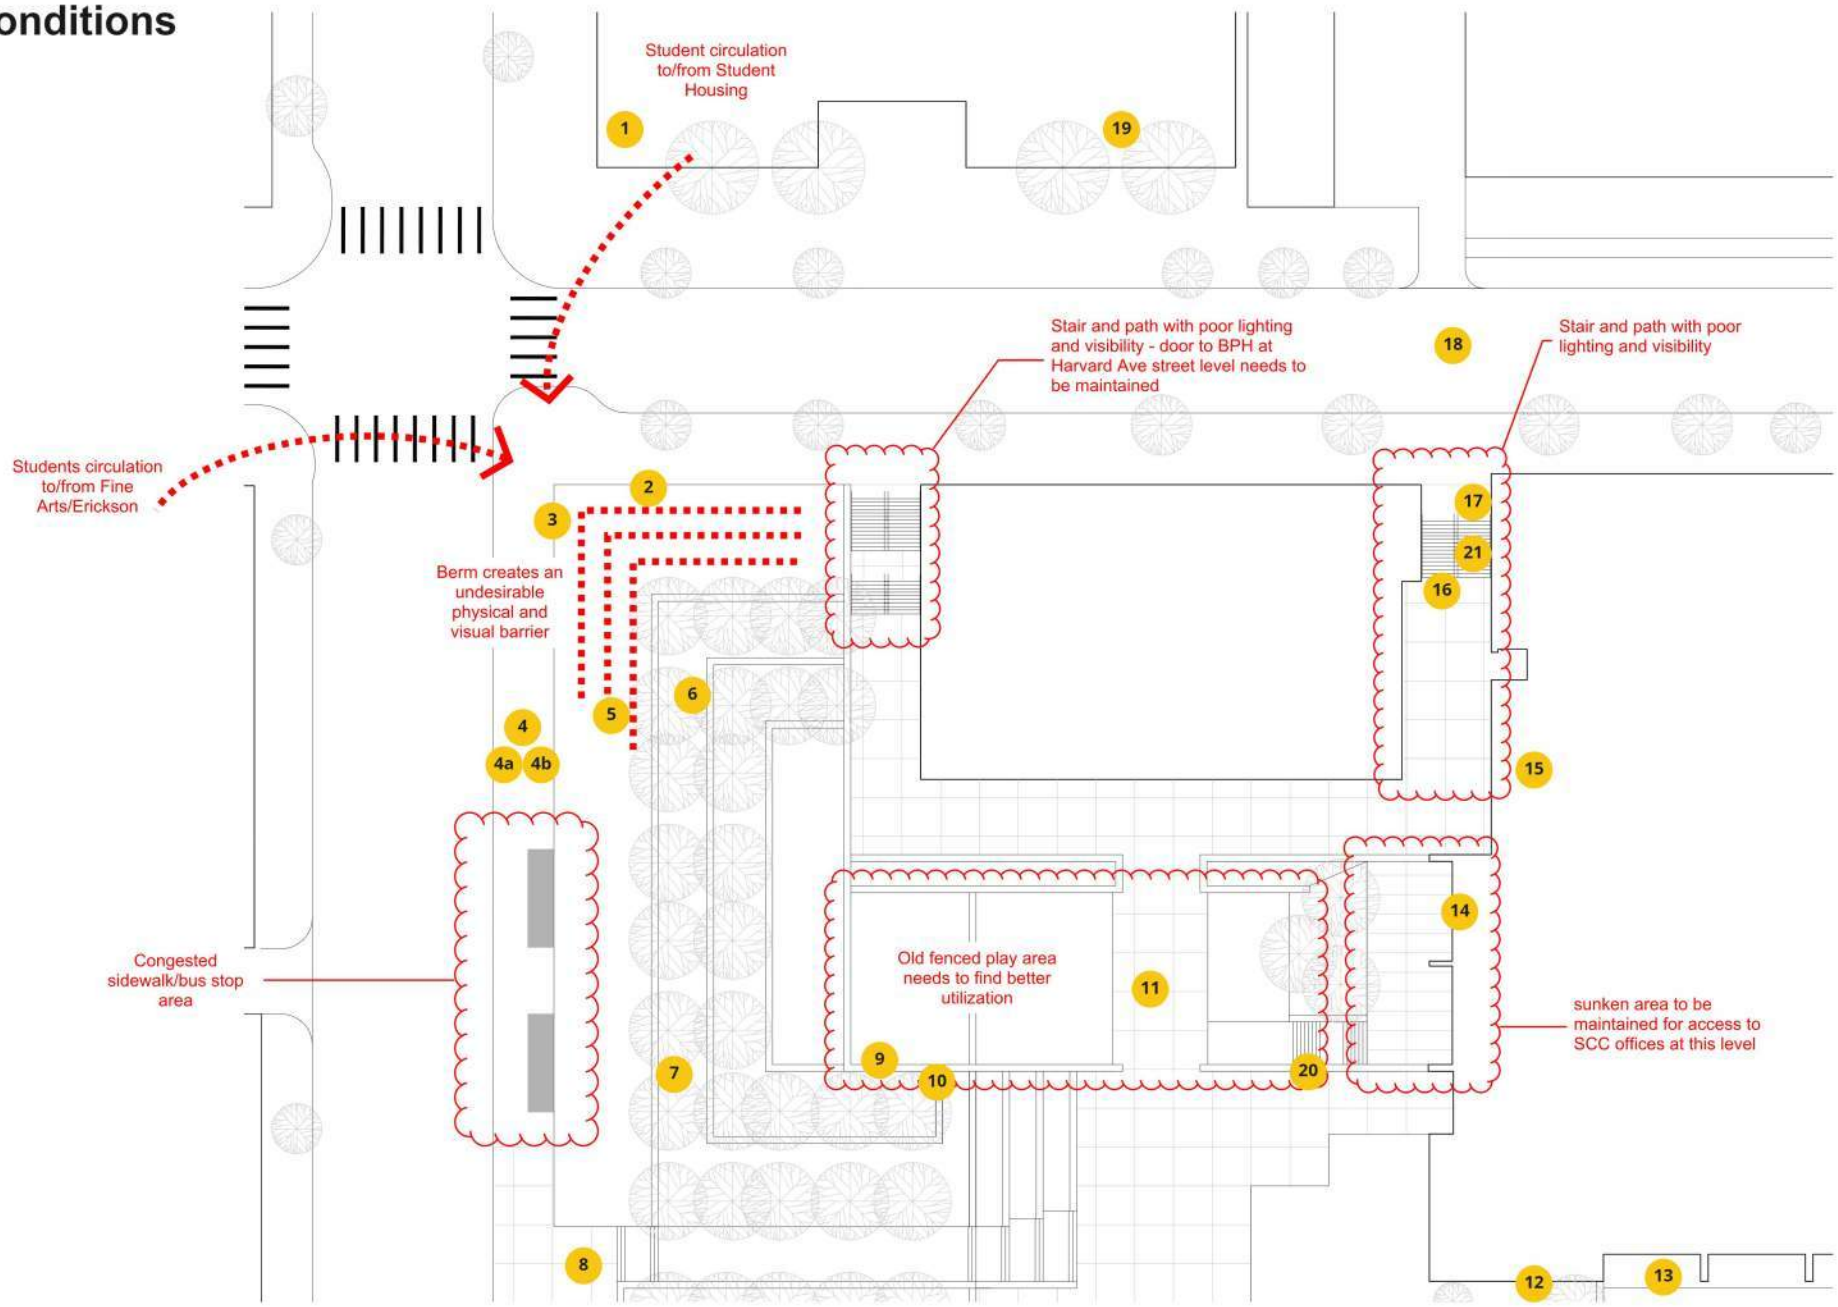 onditions
Student circulation
to/from Student
Housing
1
19
Stair and path with poor lighting
and visibility - door to BPH at
Harvard Ave street level needs to
be maintained
18
Stair and path with poor
lighting and visibility
Students circulation
to/from Fine
Arts/Erickson
2
3
17
21
16
Berm creates an
undesirable
physical and
visual barrier
6
5
4
4a
4b
15
14
Congested
sidewalk/bus stop
area
Old fenced play area
needs to find better
utilization
11
sunken area to be
maintained for access to
SCC offices at this level
9
10
7
20
8
12
13